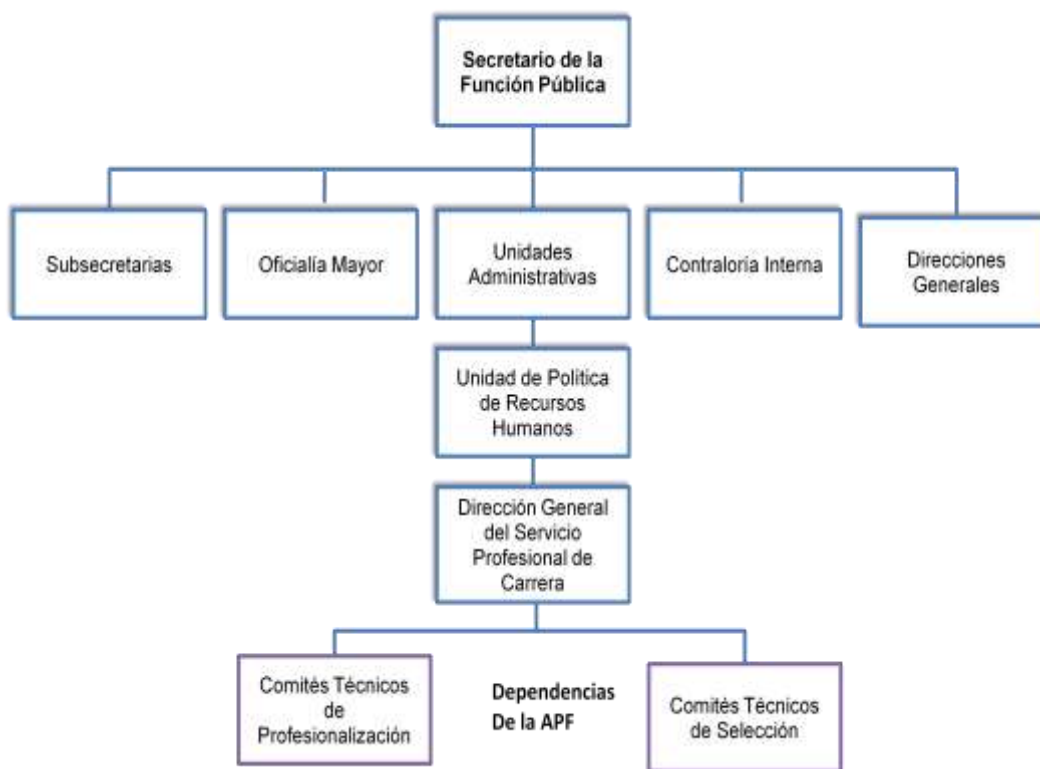 Secretario de la
Función Pública
Subsecretarias
Oficialía Mayor
Unidades
Administrativas
Contraloría Interna
Direcciones
Generales
Unidad de Política
de Recursos
Humanos
Dirección General
del Servicio
Profesional de
Carrera
Comités Técnicos
de
Profesionalización
Dependencias
De la APF
Comités Técnicos
de Selección